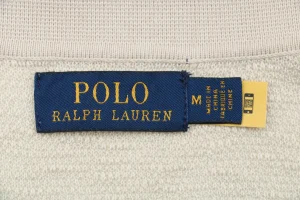 POLO
RALPH LAUREN
M
MADE IN
CHINA
FABRIQUÉ EN
CHINE